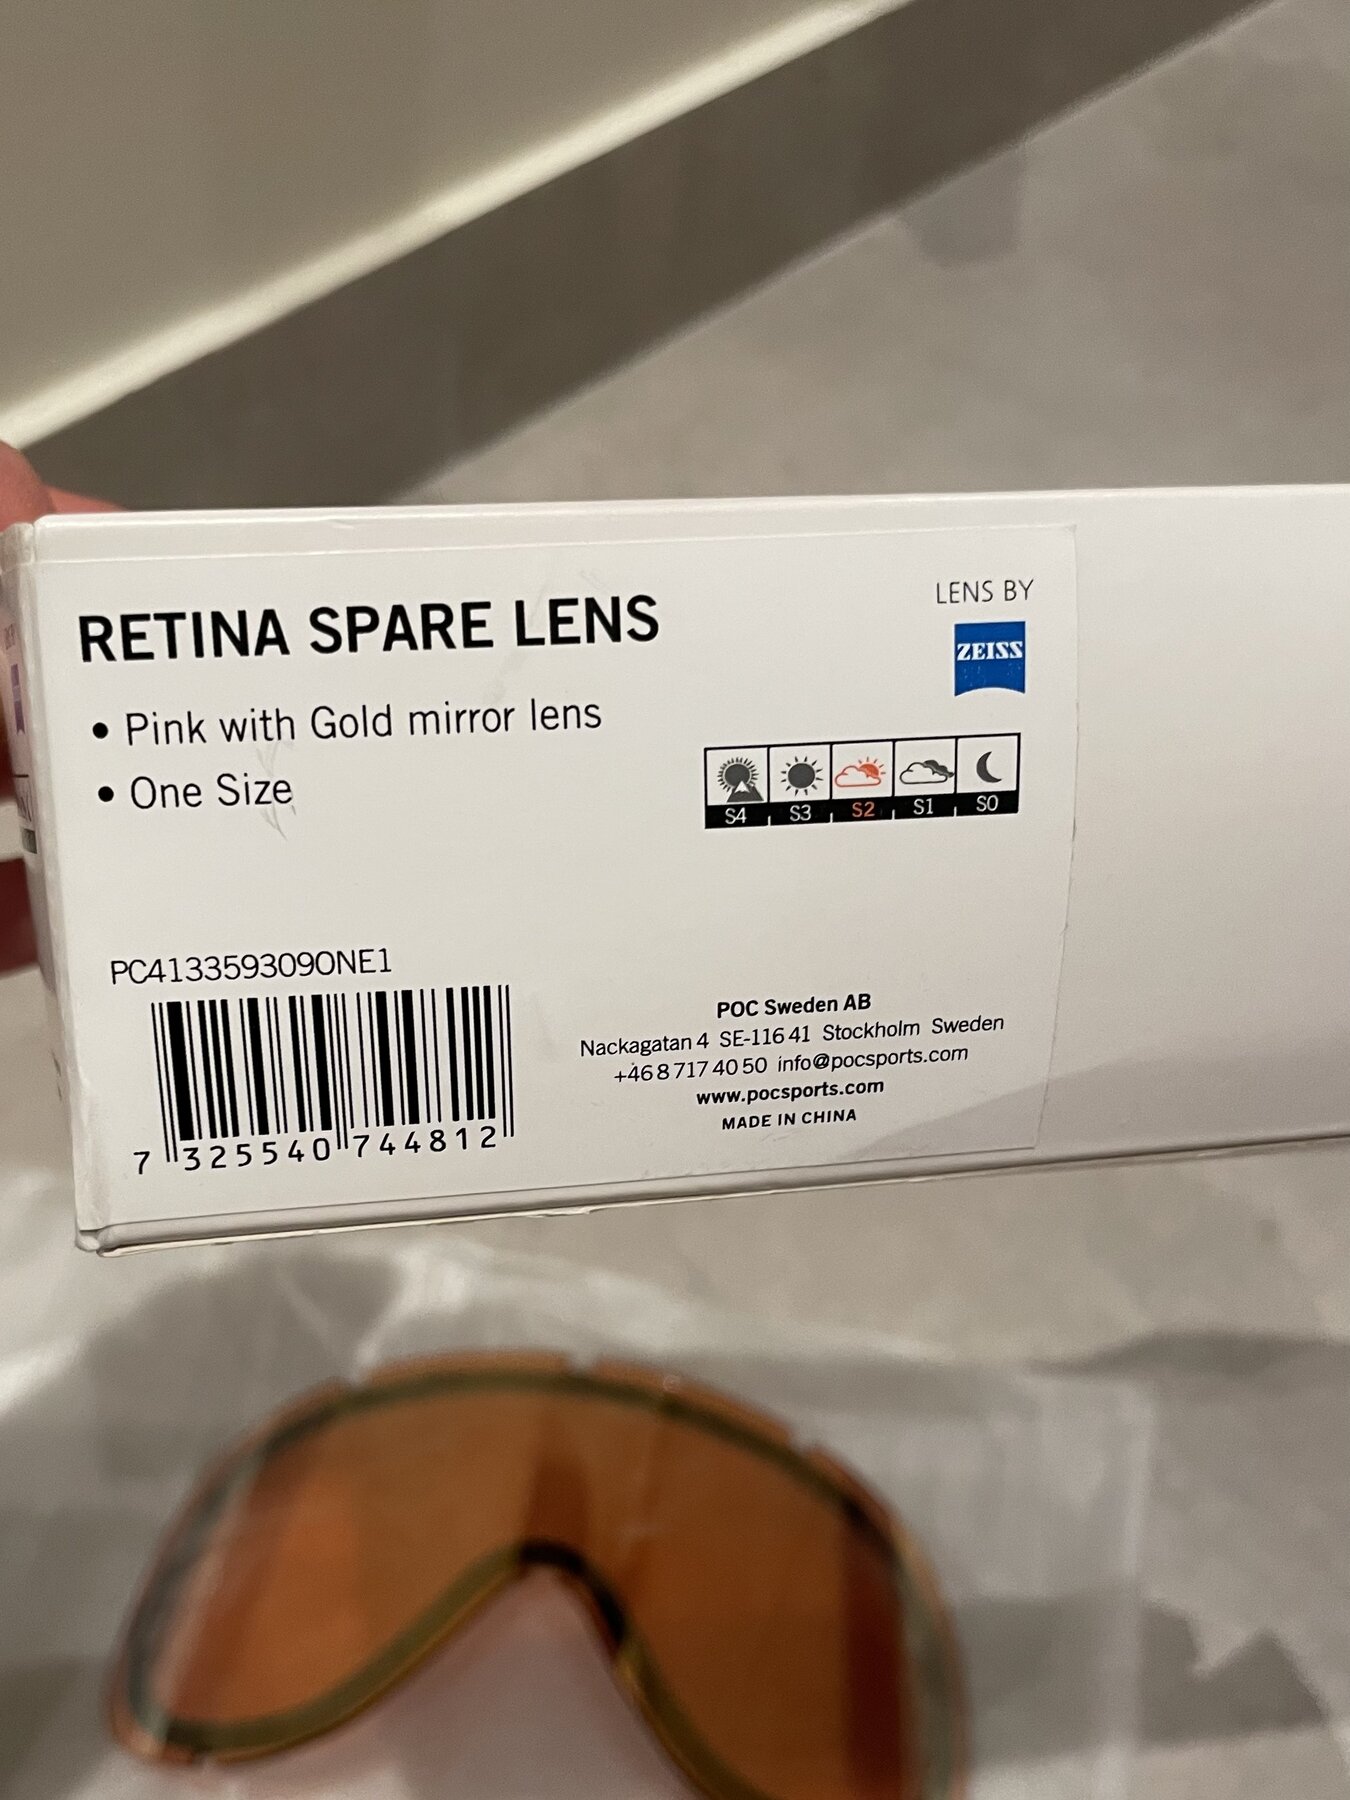 RETINA SPARE LENS
• Pink with Gold mirror lens
• One Size
LENS BY
ZEISS
S4 S3 S2 S1 S0
PC413359309ONE1
7 325540 744812
POC Sweden AB
Nackagatan 4 SE-116 41 Stockholm Sweden
+46 8 717 40 50 info@pocsports.com
www.pocsports.com
MADE IN CHINA